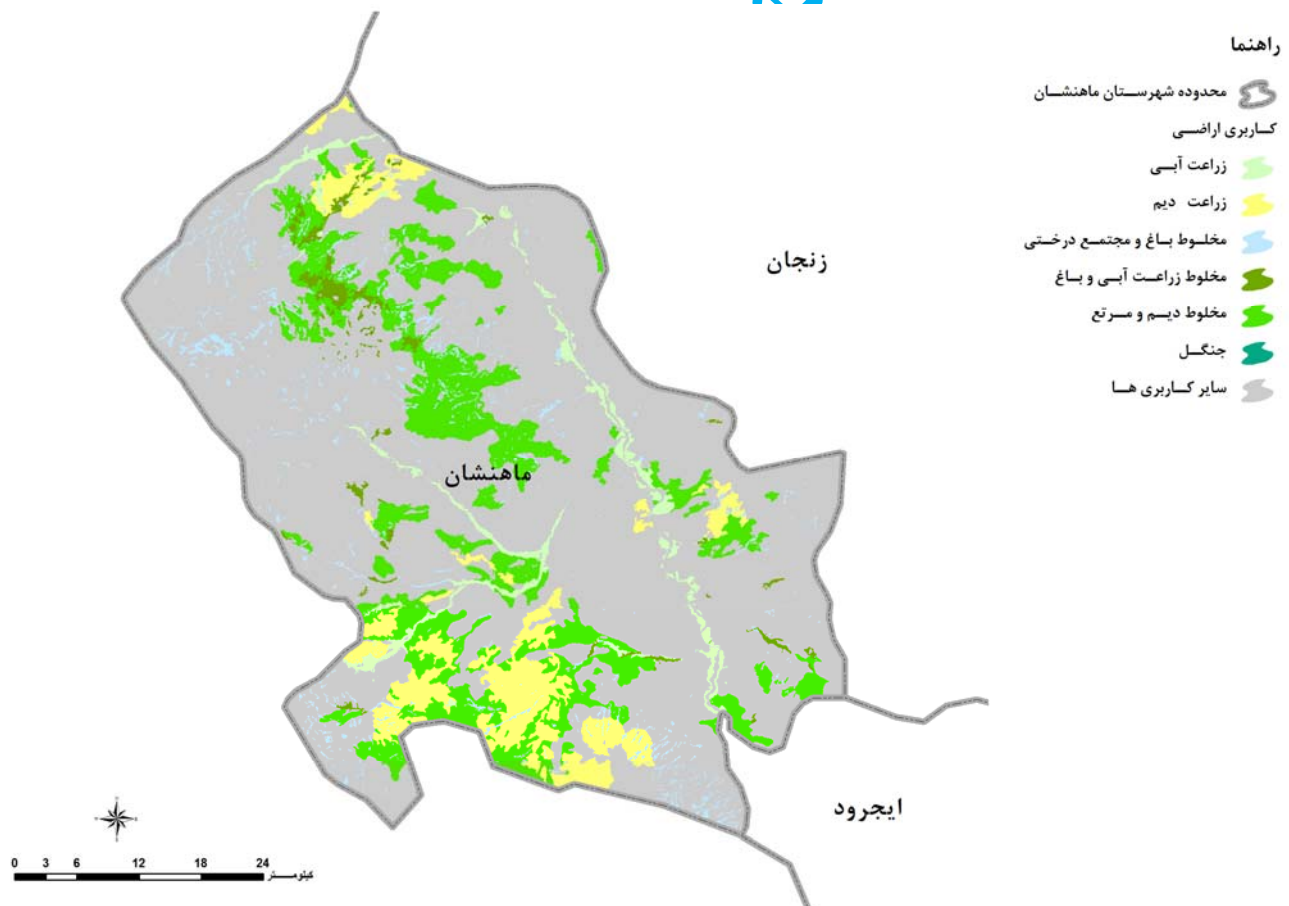 راهنما
محدوده شهرستان ماهنشان
کاربری اراضی
زراعت آبی
زراعت دیم
مخلوط باغ و مجتمع درختی
مخلوط زراعت آبی و باغ
مخلوط دیم و مرتع
جنگل
سایر کاربری ها
زنجان
ماهنشان
ایجرود
0 3 6 12 18 24
کیلومتر